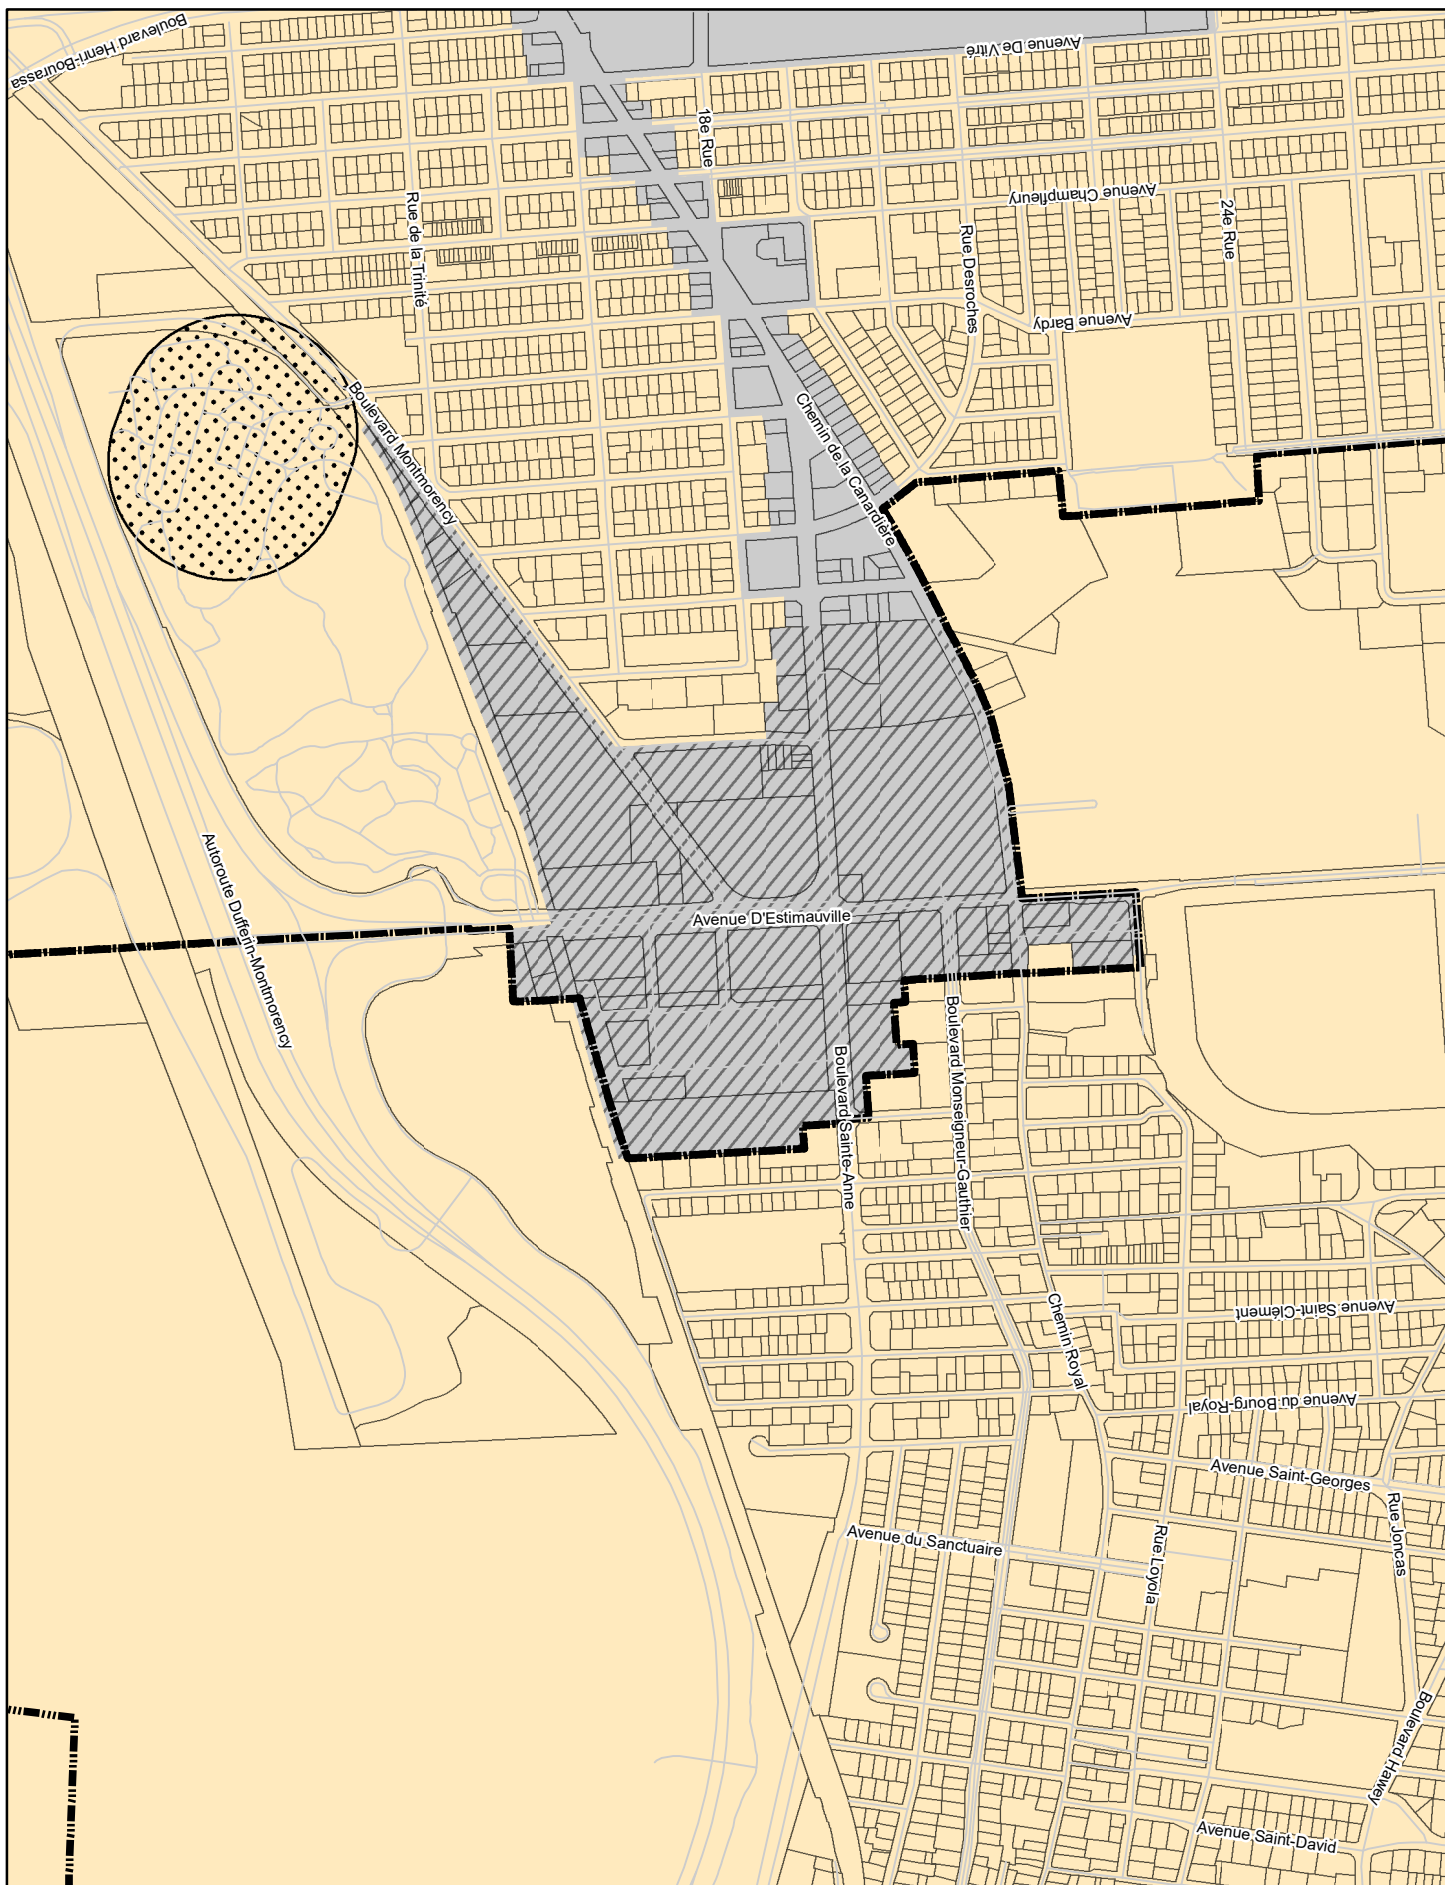 Boulevard Henri-Bourassa
Avenue De Vitré
18e Rue
Avenue Champfleury
Rue de la Trinité
24e Rue
Rue Desroches
Avenue Bardy
Boulevard Montmorency
Chemin de la Canardière
Autoroute Dufferin-Montmorency
Avenue D'Estimauville
Boulevard Sainte-Anne
Boulevard Monseigneur-Gauthier
Chemin Royal
Avenue Saint-Clément
Avenue du Bourg-Royal
Avenue Saint-Georges
Rue Joncas
Avenue du Sanctuaire
Rue Loyola
Boulevard Hawey
Avenue Saint-David